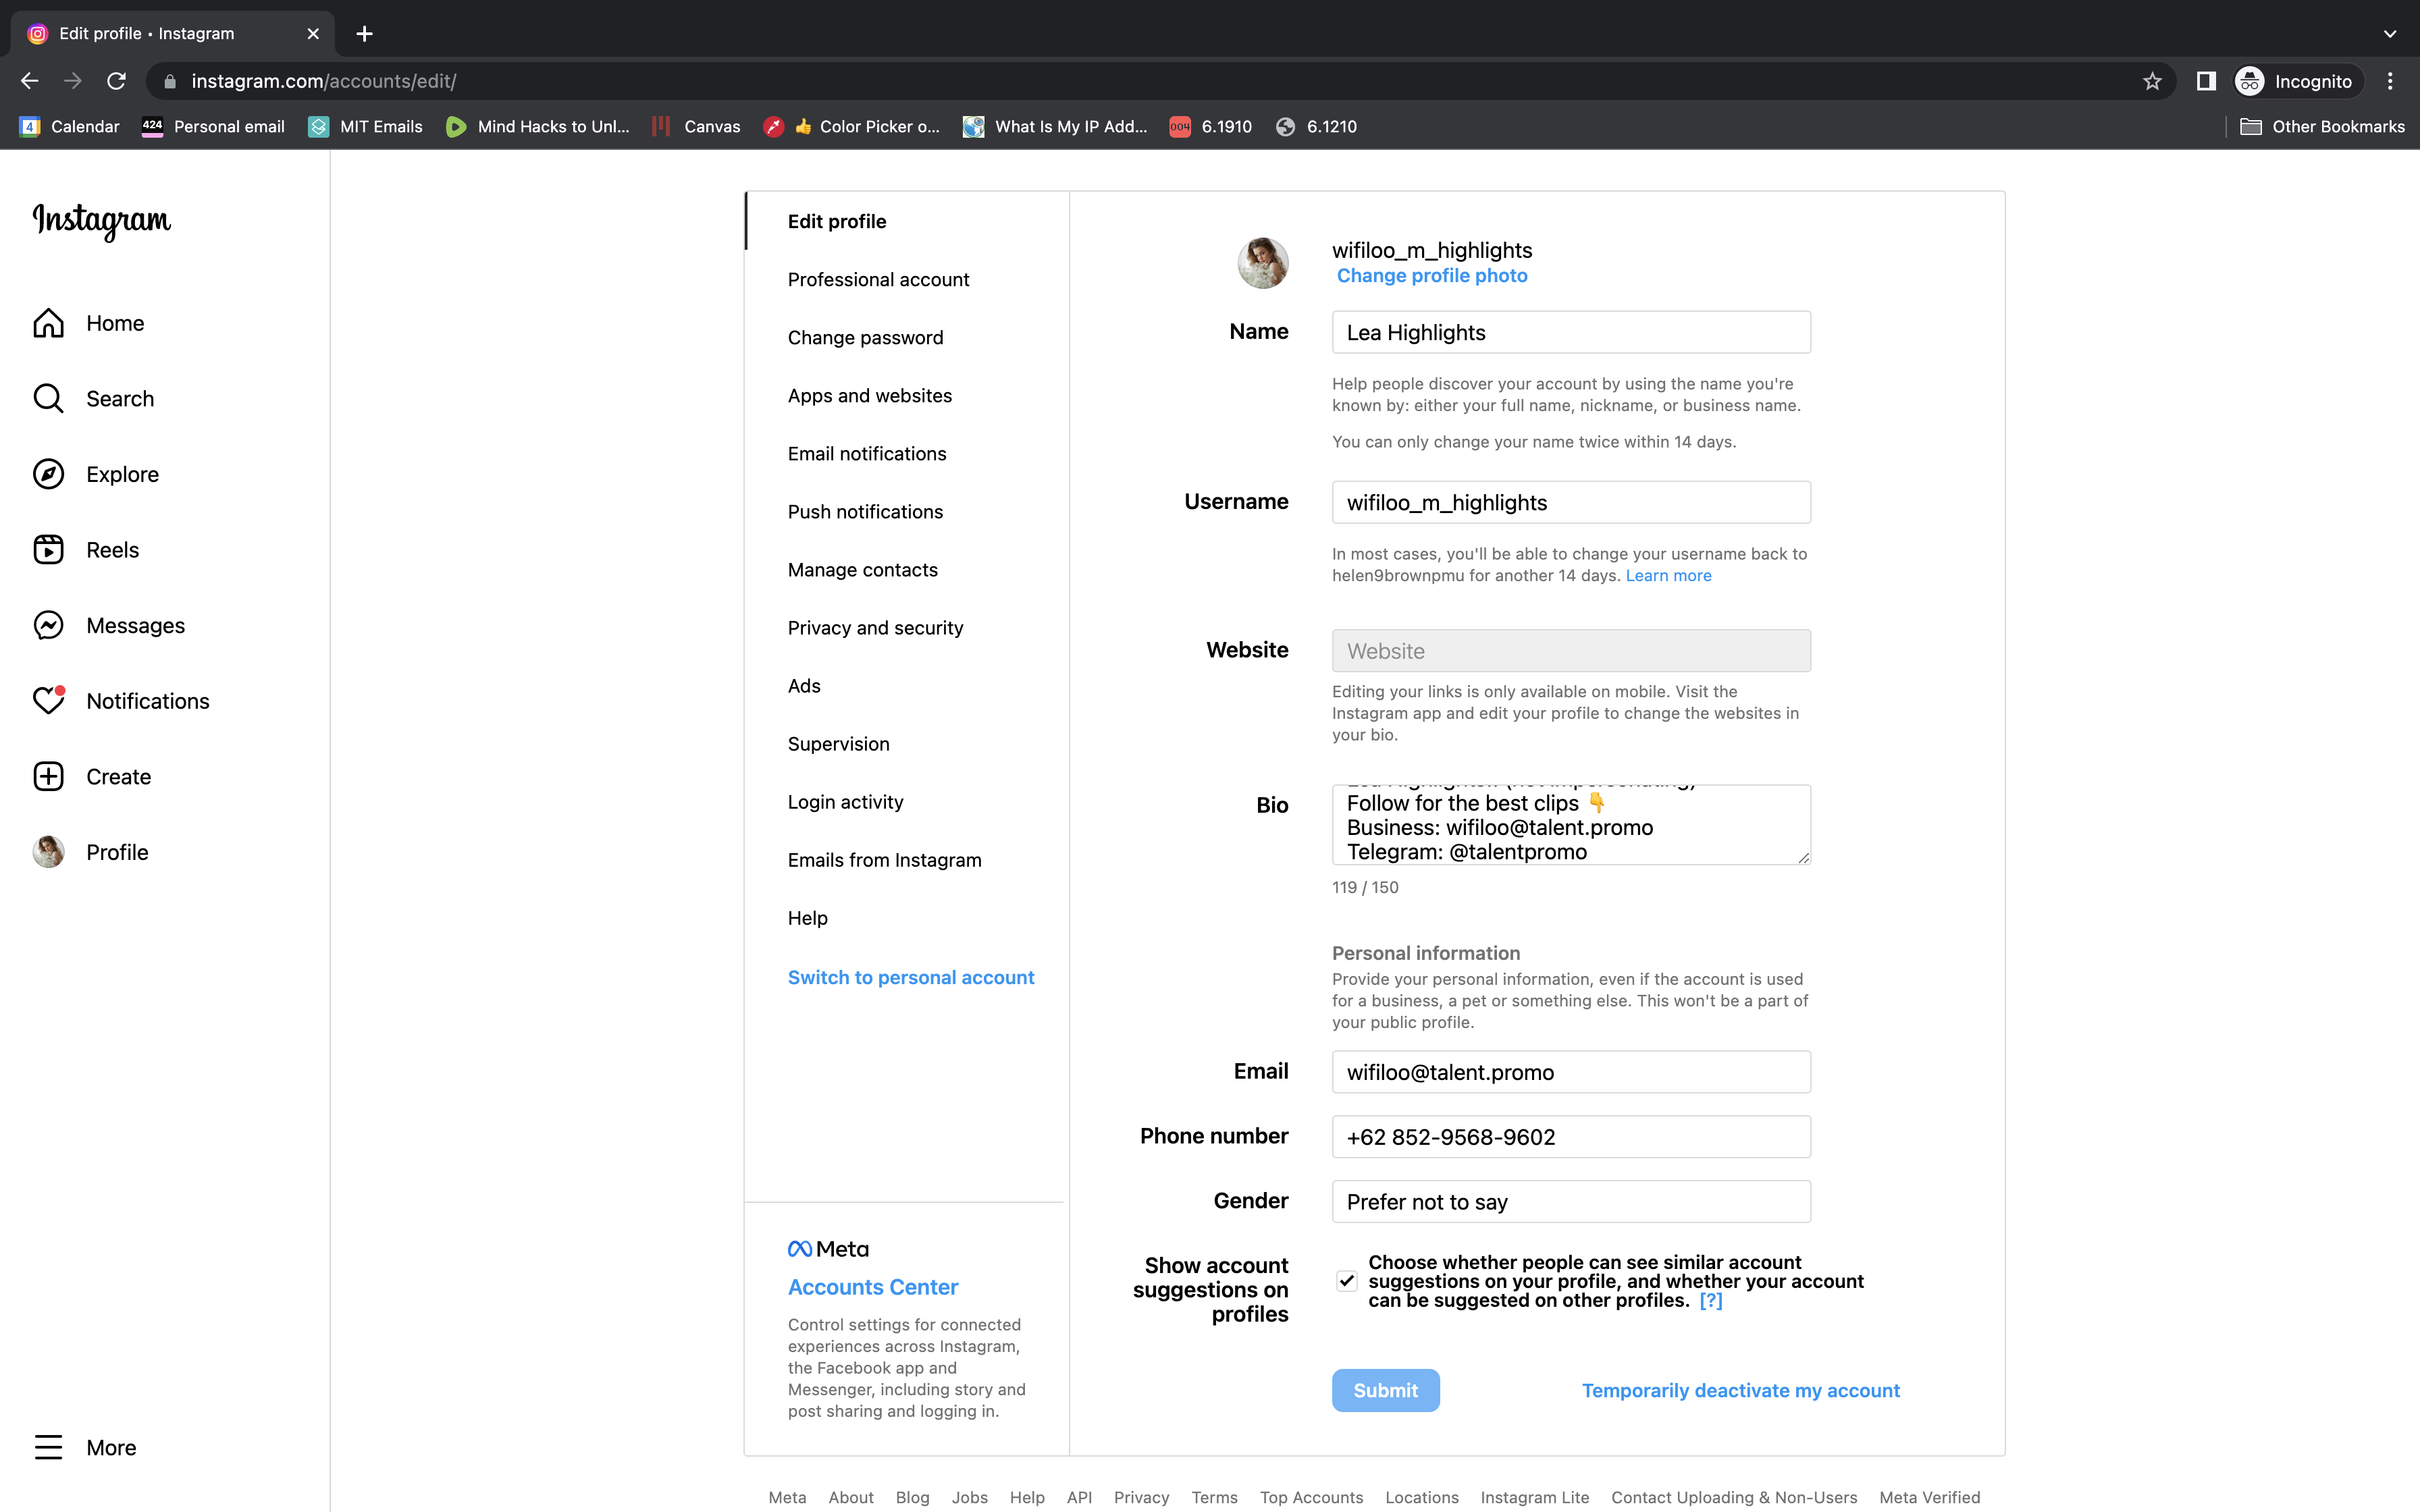 Edit profile • Instagram
instagram.com/accounts/edit/
Incognito
4 Calendar
424 Personal email
MIT Emails
Mind Hacks to Unl...
Canvas
👍 Color Picker o...
What Is My IP Add...
004 6.1910
6.1210
Other Bookmarks
Instagram
Home
Search
Explore
Reels
Messages
Notifications
Create
Profile
More
Edit profile
Professional account
Change password
Apps and websites
Email notifications
Push notifications
Manage contacts
Privacy and security
Ads
Supervision
Login activity
Emails from Instagram
Help
Switch to personal account
Meta
Accounts Center
Control settings for connected
experiences across Instagram,
the Facebook app and
Messenger, including story and
post sharing and logging in.
wifiloo_m_highlights
Change profile photo
Name
Lea Highlights
Help people discover your account by using the name you're
known by: either your full name, nickname, or business name.
You can only change your name twice within 14 days.
Username
wifiloo_m_highlights
In most cases, you'll be able to change your username back to
helen9brownpmu for another 14 days. Learn more
Website
Website
Editing your links is only available on mobile. Visit the
Instagram app and edit your profile to change the websites in
your bio.
Bio
Follow for the best clips 👇
Business: wifiloo@talent.promo
Telegram: @talentpromo
119 / 150
Personal information
Provide your personal information, even if the account is used
for a business, a pet or something else. This won't be a part of
your public profile.
Email
wifiloo@talent.promo
Phone number
+62 852-9568-9602
Gender
Prefer not to say
Show account
suggestions on
profiles
Choose whether people can see similar account
suggestions on your profile, and whether your account
can be suggested on other profiles. [?]
Submit
Temporarily deactivate my account
Meta About Blog Jobs Help API Privacy Terms Top Accounts Locations Instagram Lite Contact Uploading & Non-Users Meta Verified